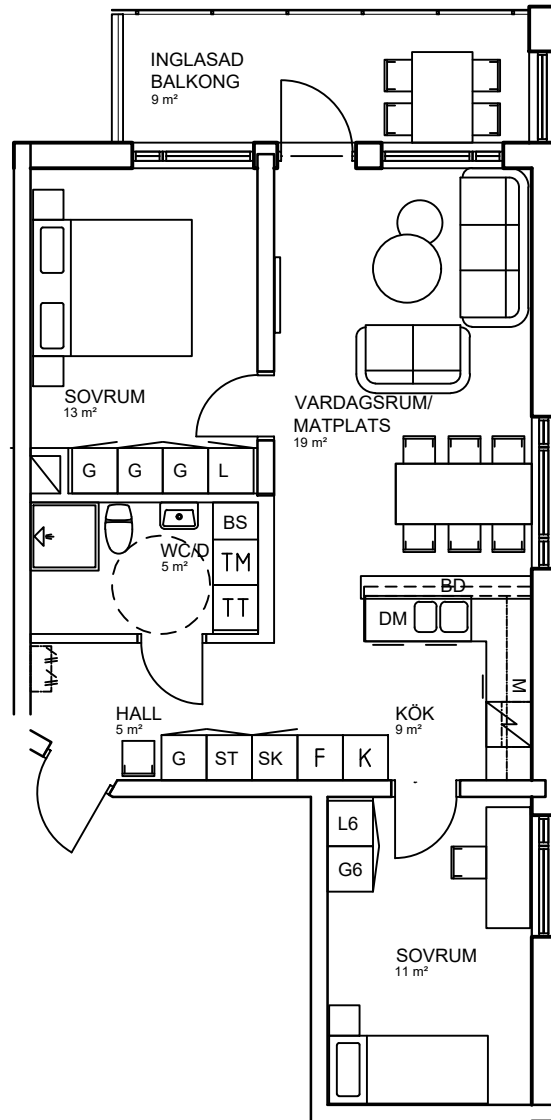 INGLASAD
BALKONG
9 m²
SOVRUM
13 m²
VARDAGSRUM/
MATPLATS
19 m²
G G G L
BS
WC/D
5 m²
TM
TT
BD
DM
M
HALL
5 m²
KÖK
9 m²
G ST SK F K
L6
G6
SOVRUM
11 m²